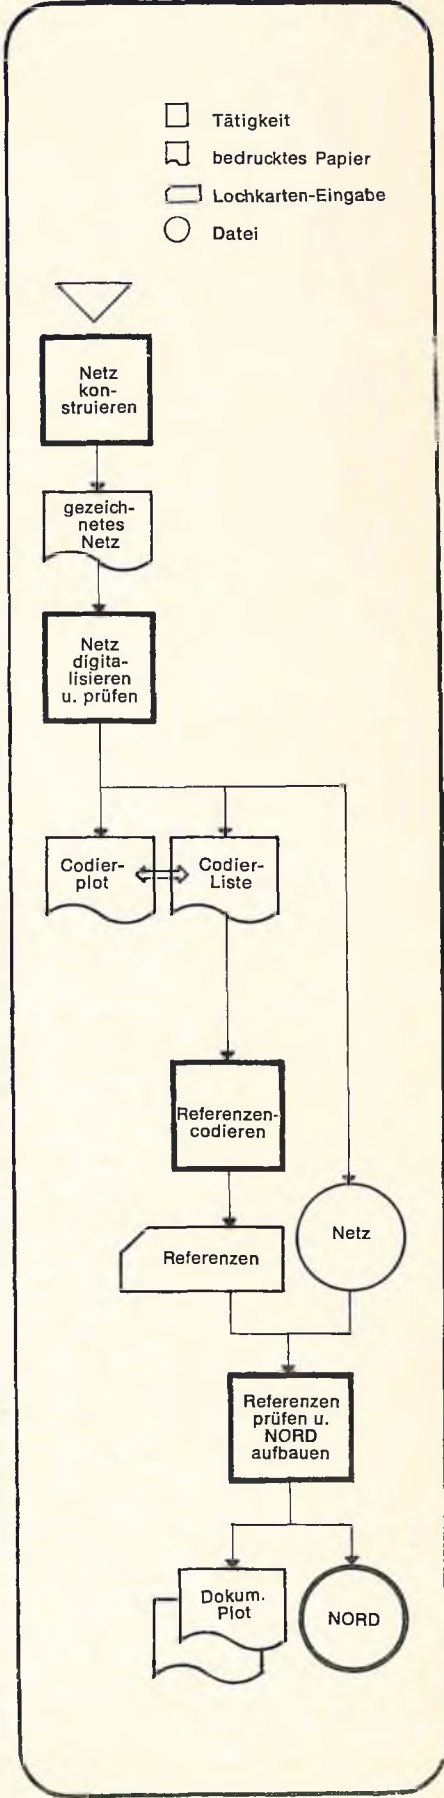 Tätigkeit
bedrucktes Papier
Lochkarten-Eingabe
Datei
Netz
kon-
struieren
gezeich-
netes
Netz
Netz
digita-
lisieren
u. prüfen
Codier-
plot
Codier-
Liste
Referenzen-
codieren
Referenzen
Netz
Referenzen
prüfen u.
NORD
aufbauen
Dokum.
Plot
NORD